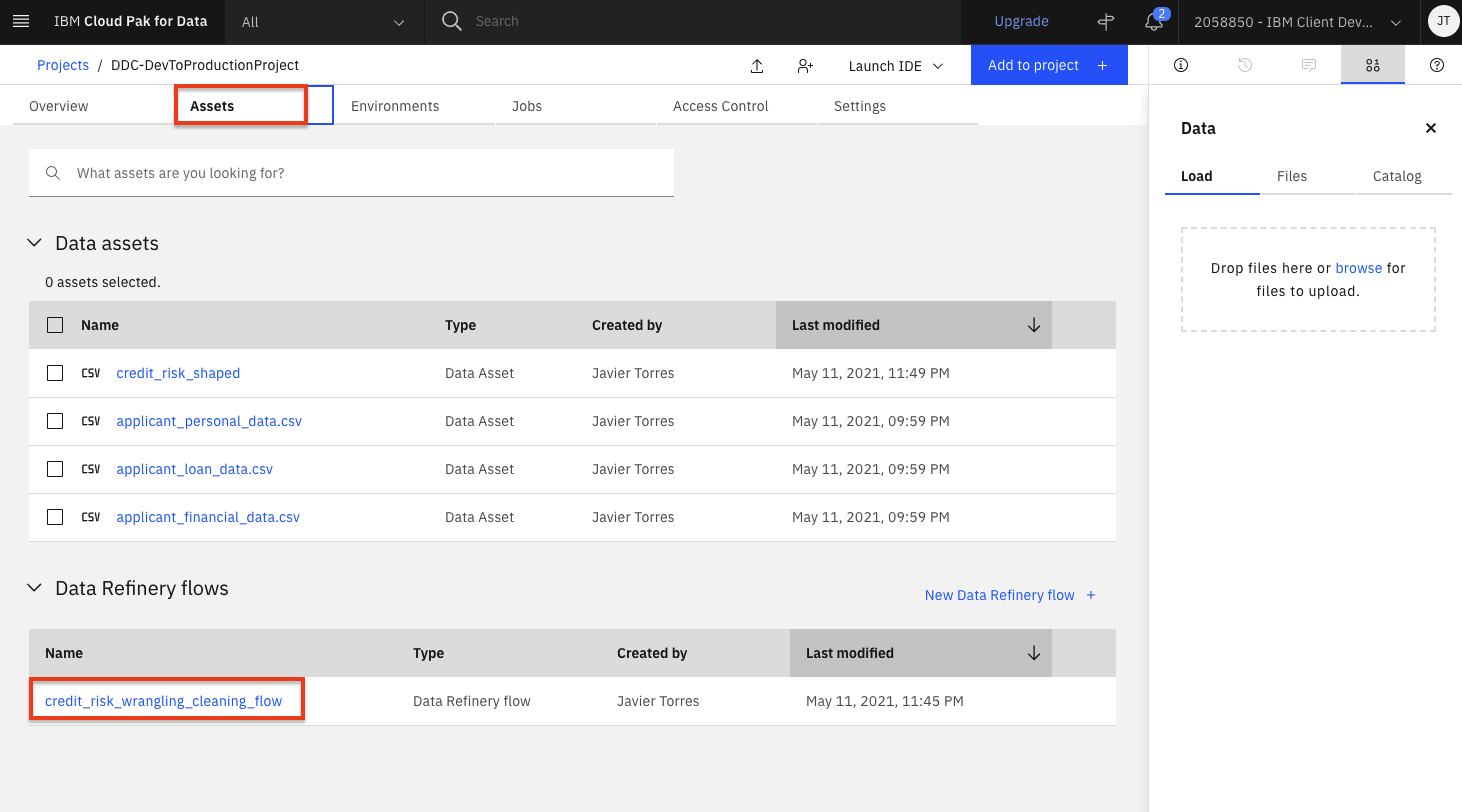 IBM Cloud Pak for Data
All
Search
Upgrade
2
2058850 - IBM Client Dev...
JT
Projects / DDC-DevToProductionProject
Launch IDE
Add to project +
Overview
Assets
Environments
Jobs
Access Control
Settings
What assets are you looking for?
Data assets
0 assets selected.
Name Type Created by Last modified
CSV credit_risk_shaped Data Asset Javier Torres May 11, 2021, 11:49 PM
CSV applicant_personal_data.csv Data Asset Javier Torres May 11, 2021, 09:59 PM
CSV applicant_loan_data.csv Data Asset Javier Torres May 11, 2021, 09:59 PM
CSV applicant_financial_data.csv Data Asset Javier Torres May 11, 2021, 09:59 PM
Data Refinery flows
New Data Refinery flow +
Name Type Created by Last modified
credit_risk_wrangling_cleaning_flow Data Refinery flow Javier Torres May 11, 2021, 11:45 PM
Data
Load
Files
Catalog
Drop files here or browse for
files to upload.